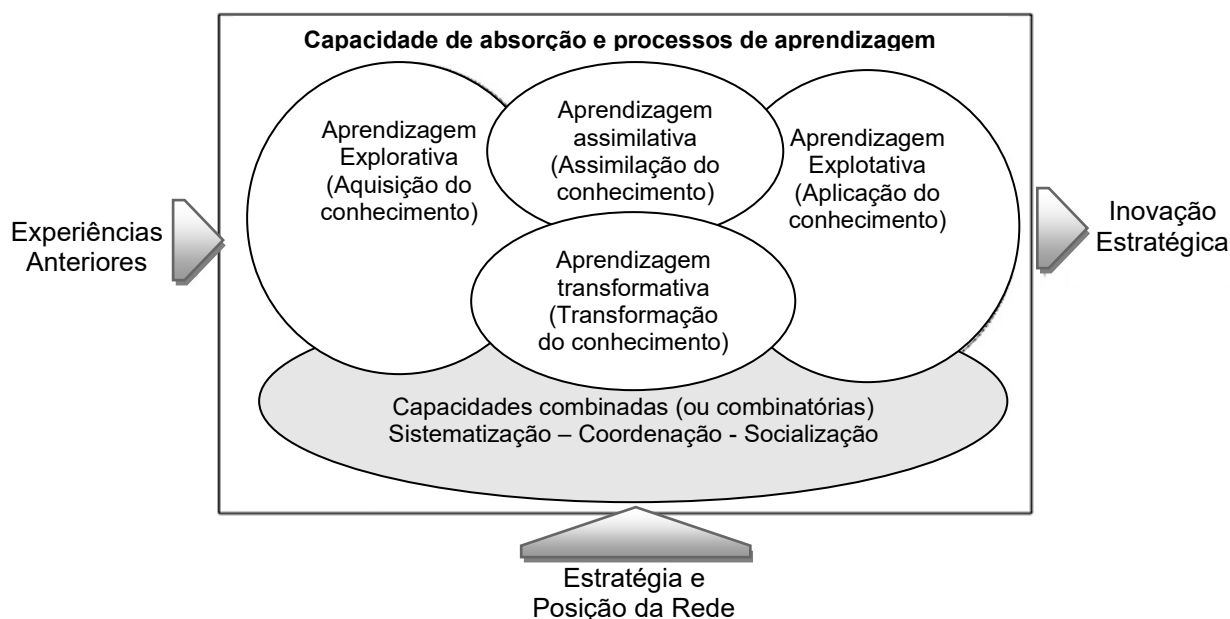 Capacidade de absorção e processos de aprendizagem
Experiências
Anteriores
Aprendizagem
Explorativa
(Aquisição do
conhecimento)
Aprendizagem
assimilativa
(Assimilação do
conhecimento)
Aprendizagem
Explotativa
(Aplicação do
conhecimento)
Aprendizagem
transformativa
(Transformação
do conhecimento)
Inovação
Estratégica
Capacidades combinadas (ou combinatórias)
Sistematização – Coordenação - Socialização
Estratégia e
Posição da Rede